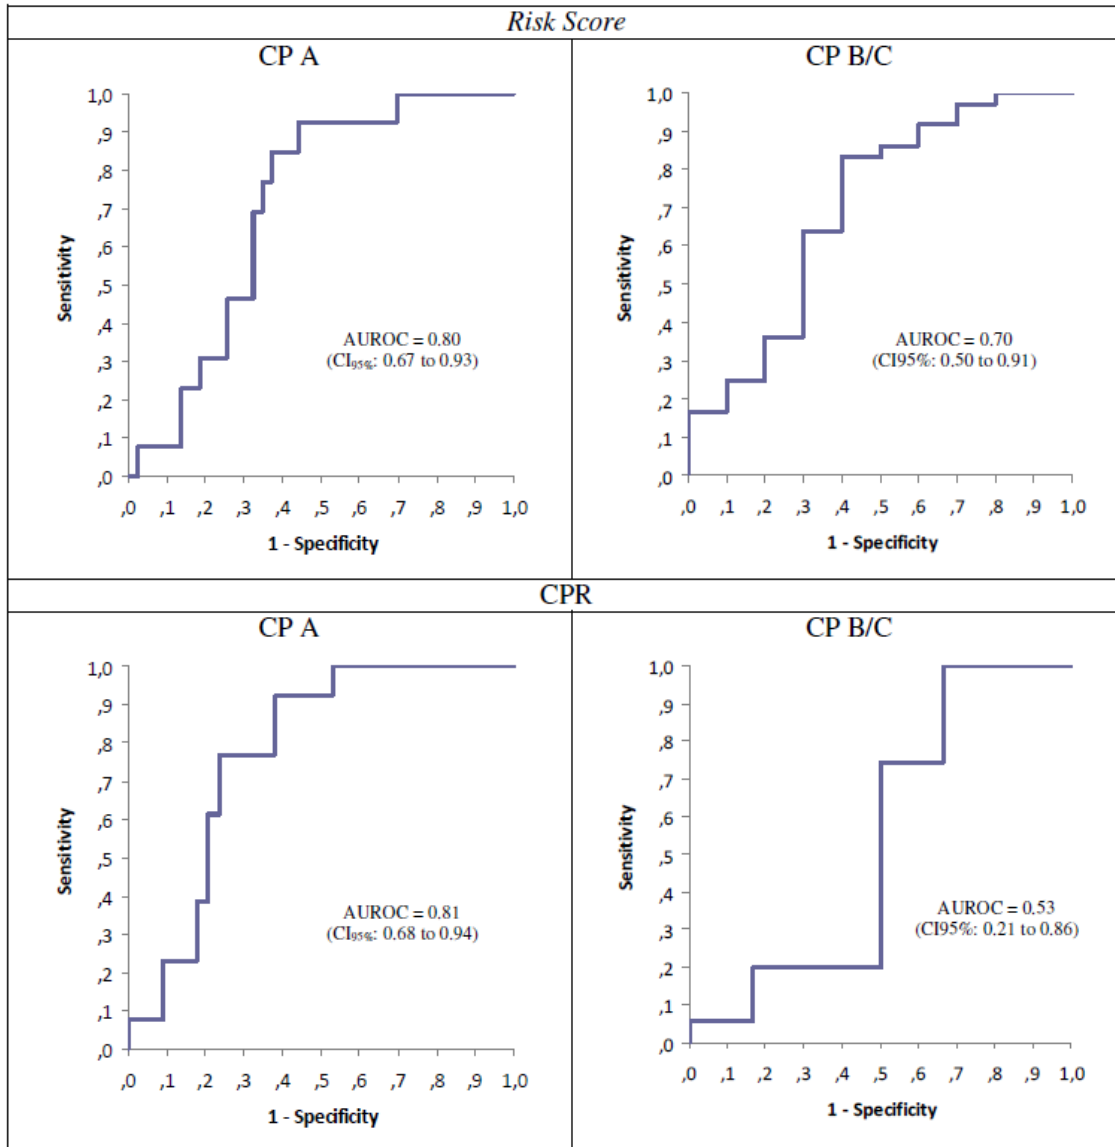 Risk Score
CP A
1,0
,9
,8
,7
,6
,5
,4
,3
,2
,1
,0
Sensitivity
AUROC = 0.80
(CI95%: 0.67 to 0.93)
,0 ,1 ,2 ,3 ,4 ,5 ,6 ,7 ,8 ,9 1,0
1 - Specificity
CP B/C
1,0
,9
,8
,7
,6
,5
,4
,3
,2
,1
,0
Sensitivity
AUROC = 0.70
(CI95%: 0.50 to 0.91)
,0 ,1 ,2 ,3 ,4 ,5 ,6 ,7 ,8 ,9 1,0
1 - Specificity
CPR
CP A
1,0
,9
,8
,7
,6
,5
,4
,3
,2
,1
,0
Sensitivity
AUROC = 0.81
(CI95%: 0.68 to 0.94)
,0 ,1 ,2 ,3 ,4 ,5 ,6 ,7 ,8 ,9 1,0
1 - Specificity
CP B/C
1,0
,9
,8
,7
,6
,5
,4
,3
,2
,1
,0
Sensitivity
AUROC = 0.53
(CI95%: 0.21 to 0.86)
,0 ,1 ,2 ,3 ,4 ,5 ,6 ,7 ,8 ,9 1,0
1 - Specificity